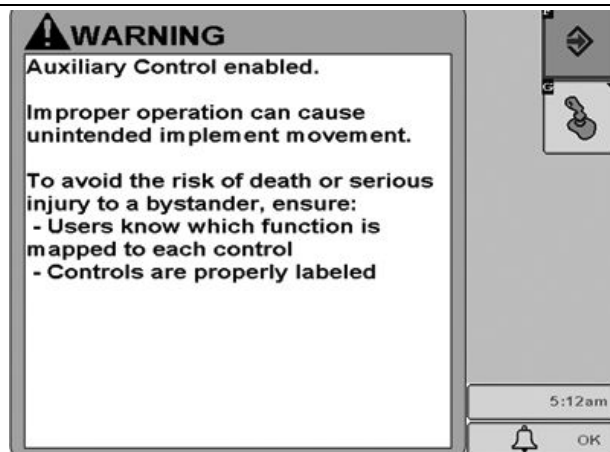 WARNING
Auxiliary Control enabled.
Improper operation can cause
unintended implement movement.
To avoid the risk of death or serious
injury to a bystander, ensure:
- Users know which function is
mapped to each control
- Controls are properly labeled
F
G
5:12am
OK